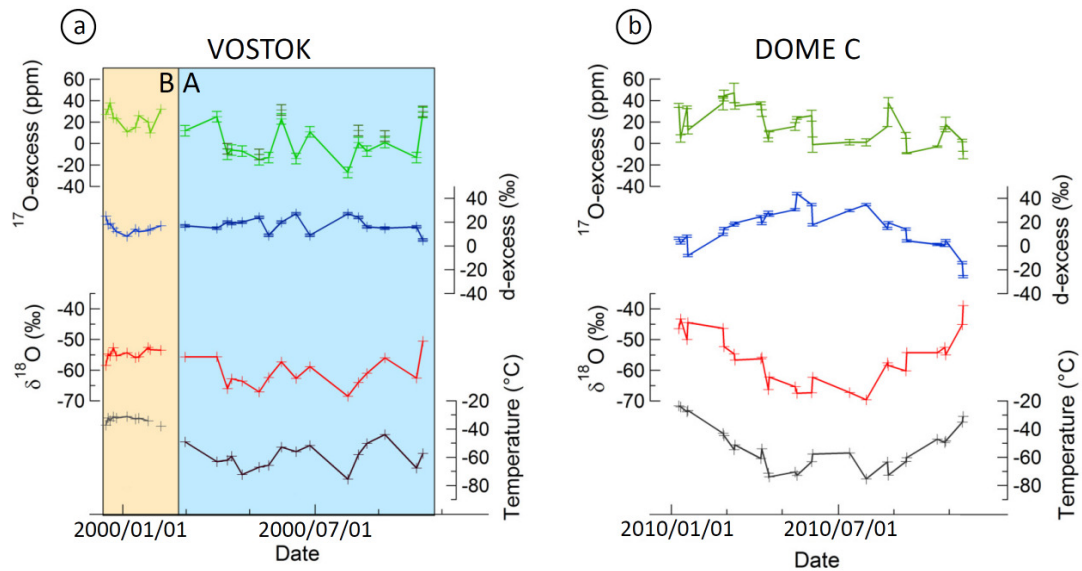 a
VOSTOK
B A
60
40
20
0
-20
-40
¹⁷O-excess (ppm)
40
20
0
-20
-40
d-excess (‰)
-40
-50
-60
-70
δ¹⁸O (‰)
-20
-40
-60
-80
Temperature (°C)
2000/01/01
2000/07/01
Date
b
DOME C
60
40
20
0
-20
-40
¹⁷O-excess (ppm)
40
20
0
-20
-40
d-excess (‰)
-40
-50
-60
-70
δ¹⁸O (‰)
-20
-40
-60
-80
Temperature (°C)
2010/01/01
2010/07/01
Date